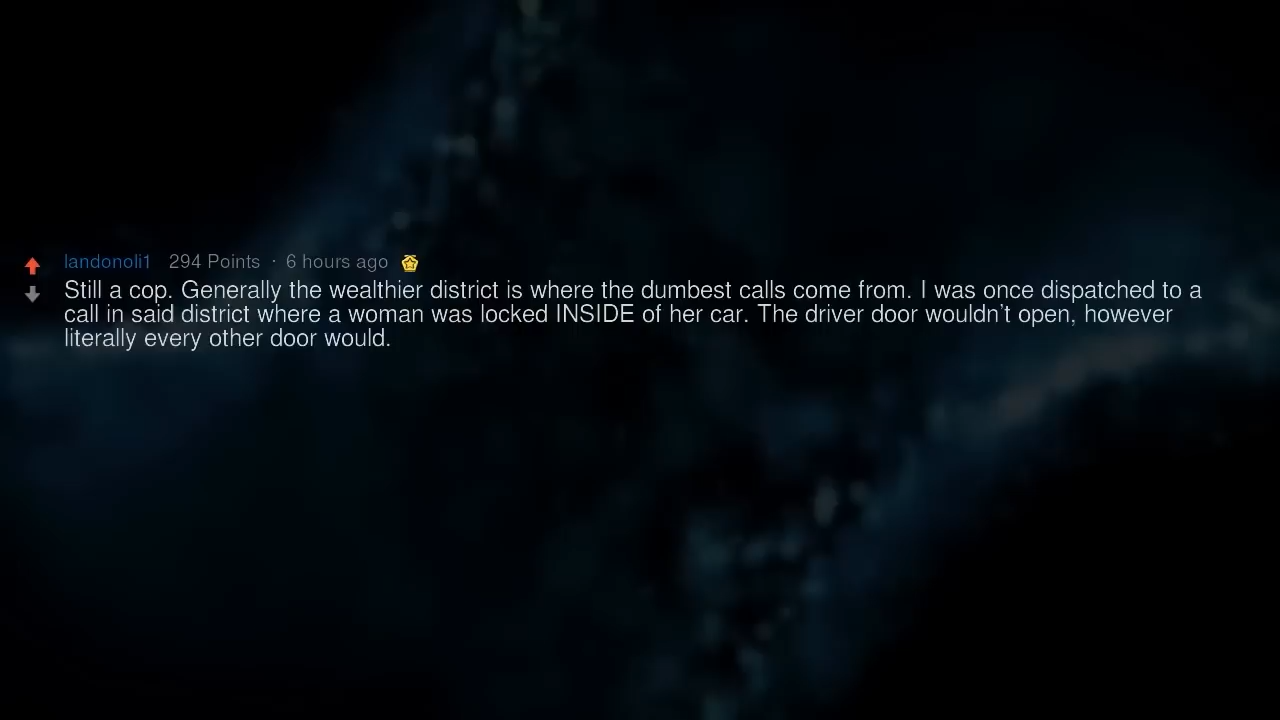 landonoli1 294 Points · 6 hours ago
Still a cop. Generally the wealthier district is where the dumbest calls come from. I was once dispatched to a
call in said district where a woman was locked INSIDE of her car. The driver door wouldn't open, however
literally every other door would.